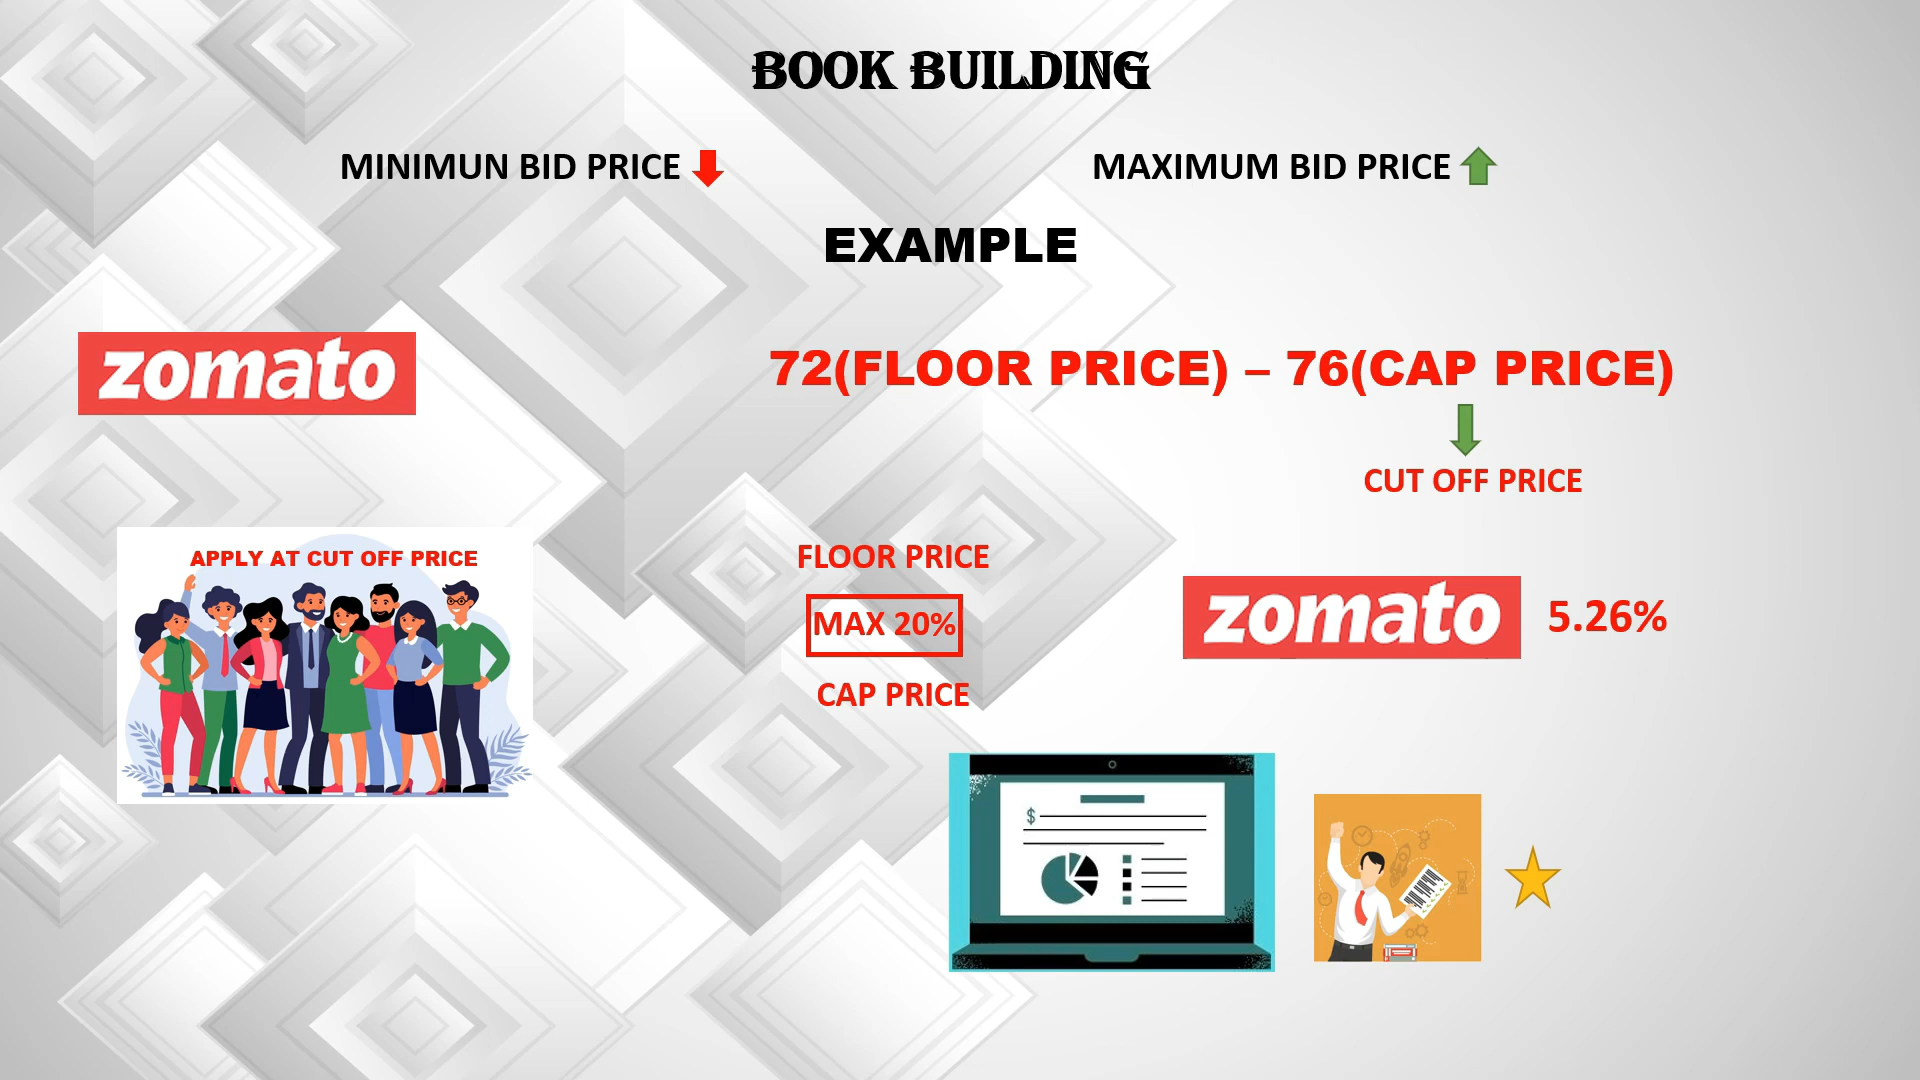 BOOK BUILDING
MINIMUN BID PRICE
MAXIMUM BID PRICE
EXAMPLE
zomato
72(FLOOR PRICE) – 76(CAP PRICE)
CUT OFF PRICE
APPLY AT CUT OFF PRICE
FLOOR PRICE
MAX 20%
CAP PRICE
zomato 5.26%
$